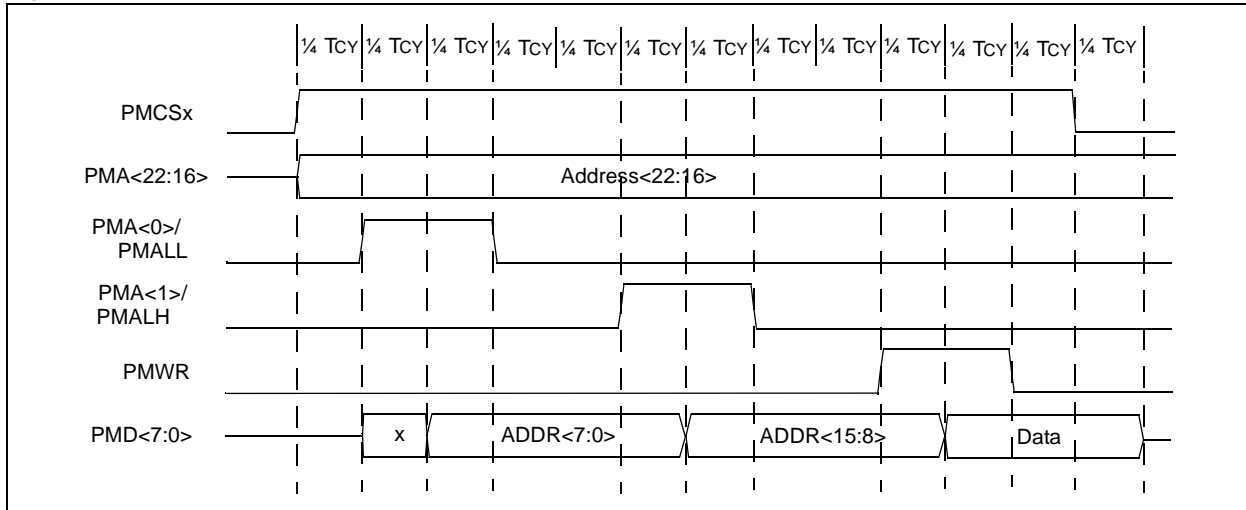 ¼ TCY ¼ TCY ¼ TCY ¼ TCY ¼ TCY ¼ TCY ¼ TCY ¼ TCY ¼ TCY ¼ TCY ¼ TCY ¼ TCY ¼ TCY
PMCSx
PMA<22:16> Address<22:16>
PMA<0>/
PMALL
PMA<1>/
PMALH
PMWR
PMD<7:0> x ADDR<7:0> ADDR<15:8> Data